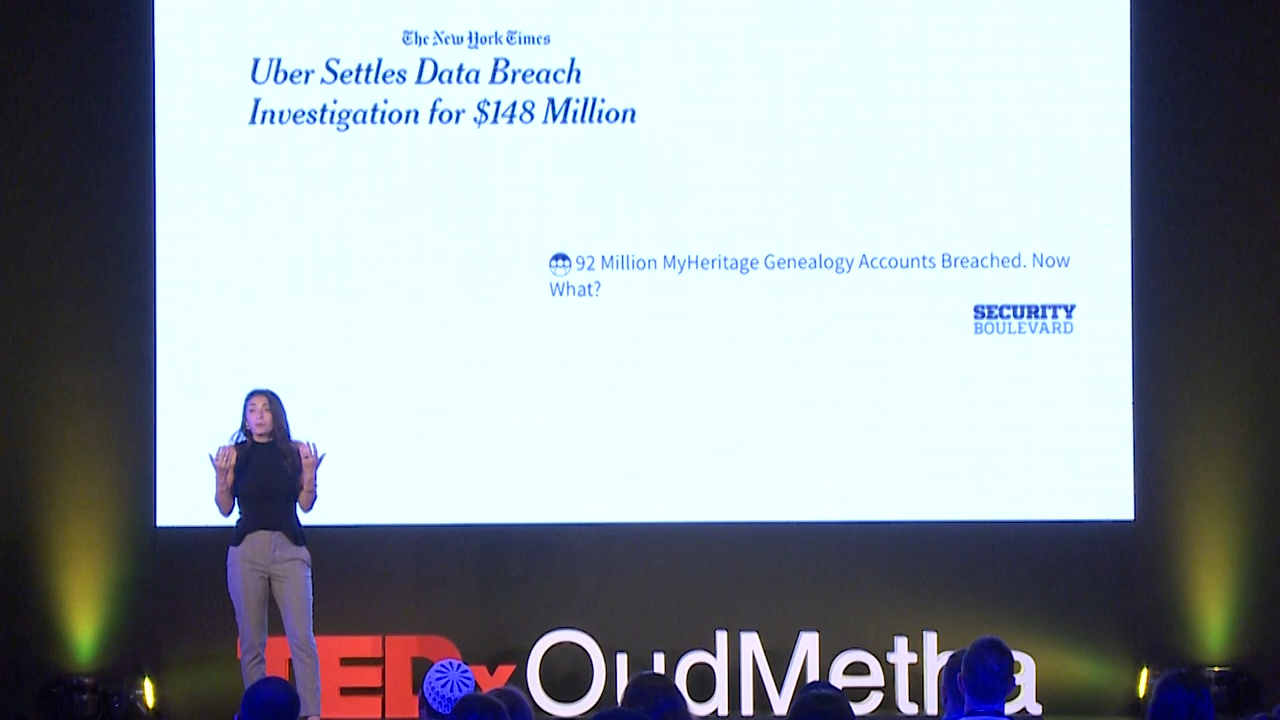 The New York Times
Uber Settles Data Breach
Investigation for $148 Million
92 Million MyHeritage Genealogy Accounts Breached. Now
What?
SECURITY
BOULEVARD
TEDx OudMetha